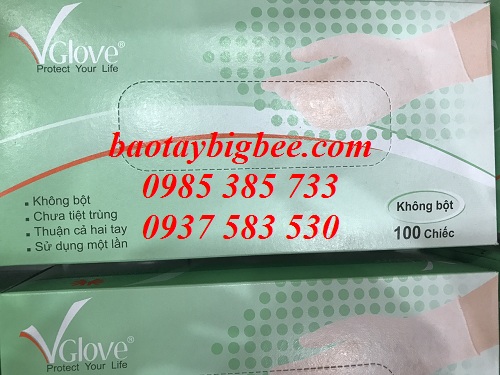 VGlove®
Protect Your Life
baotaybigbee.com
0985 385 733
0937 583 530
Không bột
Chưa tiệt trùng
Thuận cả hai tay
Sử dụng một lần
Không bột
100 Chiếc
VGlove®
Protect Your Life